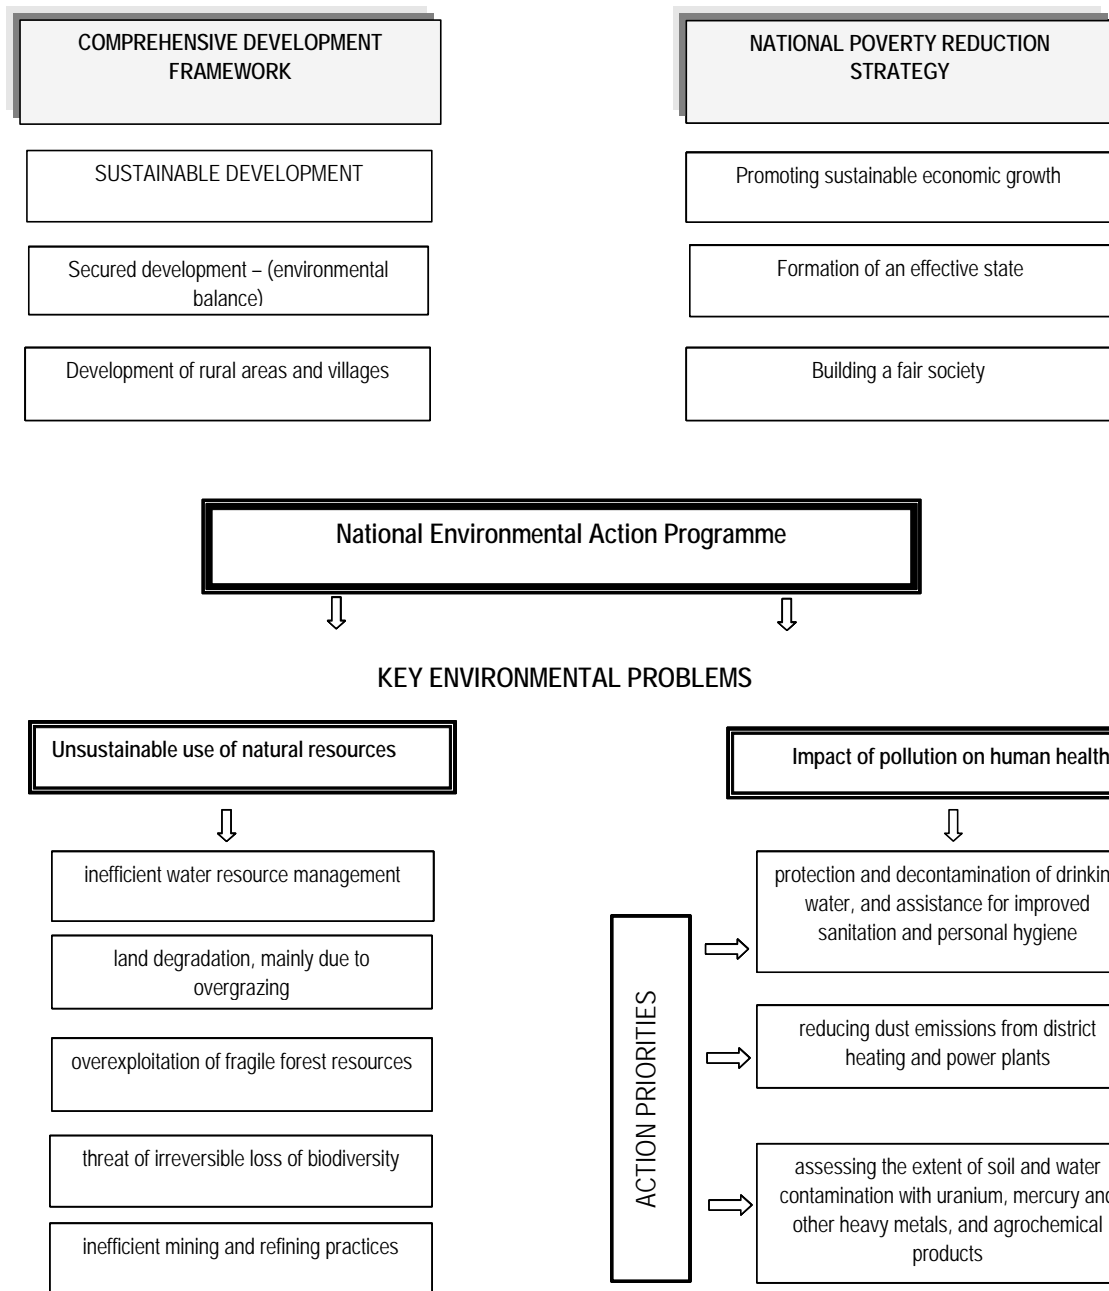 COMPREHENSIVE DEVELOPMENT
FRAMEWORK
SUSTAINABLE DEVELOPMENT
Secured development – (environmental
balance)
Development of rural areas and villages
NATIONAL POVERTY REDUCTION
STRATEGY
Promoting sustainable economic growth
Formation of an effective state
Building a fair society
National Environmental Action Programme
KEY ENVIRONMENTAL PROBLEMS
Unsustainable use of natural resources
inefficient water resource management
land degradation, mainly due to
overgrazing
overexploitation of fragile forest resources
threat of irreversible loss of biodiversity
inefficient mining and refining practices
Impact of pollution on human health
ACTION PRIORITIES
protection and decontamination of drinkin
water, and assistance for improved
sanitation and personal hygiene
reducing dust emissions from district
heating and power plants
assessing the extent of soil and water
contamination with uranium, mercury and
other heavy metals, and agrochemical
products